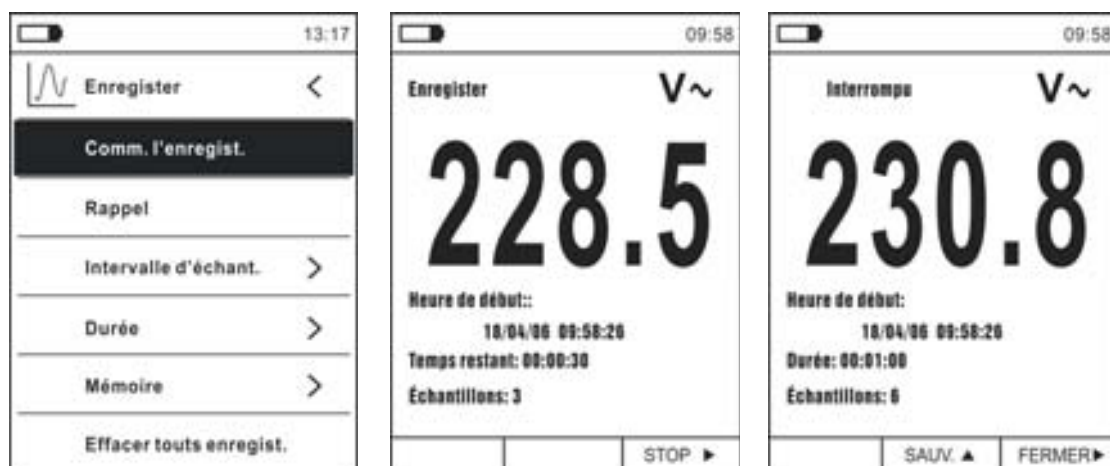 13:17
Enregister <
Comm. l'enregist.
Rappel
Intervalle d'échant. >
Durée >
Mémoire >
Effacer touts enregist.
09:58
Enregister V~
228.5
Heure de début::
18/04/06 09:58:26
Temps restant: 00:00:30
Échantillons: 3
STOP ▶
09:58
Interrompu V~
230.8
Heure de début:
18/04/06 09:58:26
Durée: 00:01:00
Échantillons: 6
SAUV. ▲ FERMER▶